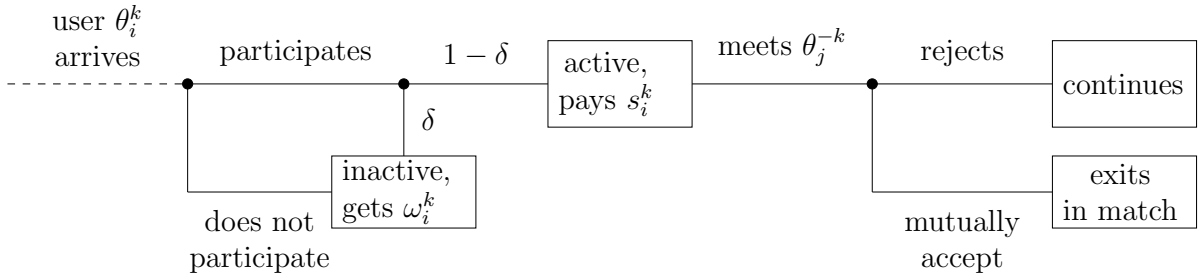 user θ_i^k
arrives
participates
1 − δ
active,
pays s_i^k
meets θ_j^{-k}
rejects
continues
δ
inactive,
gets ω_i^k
does not
participate
mutually
accept
exits
in match